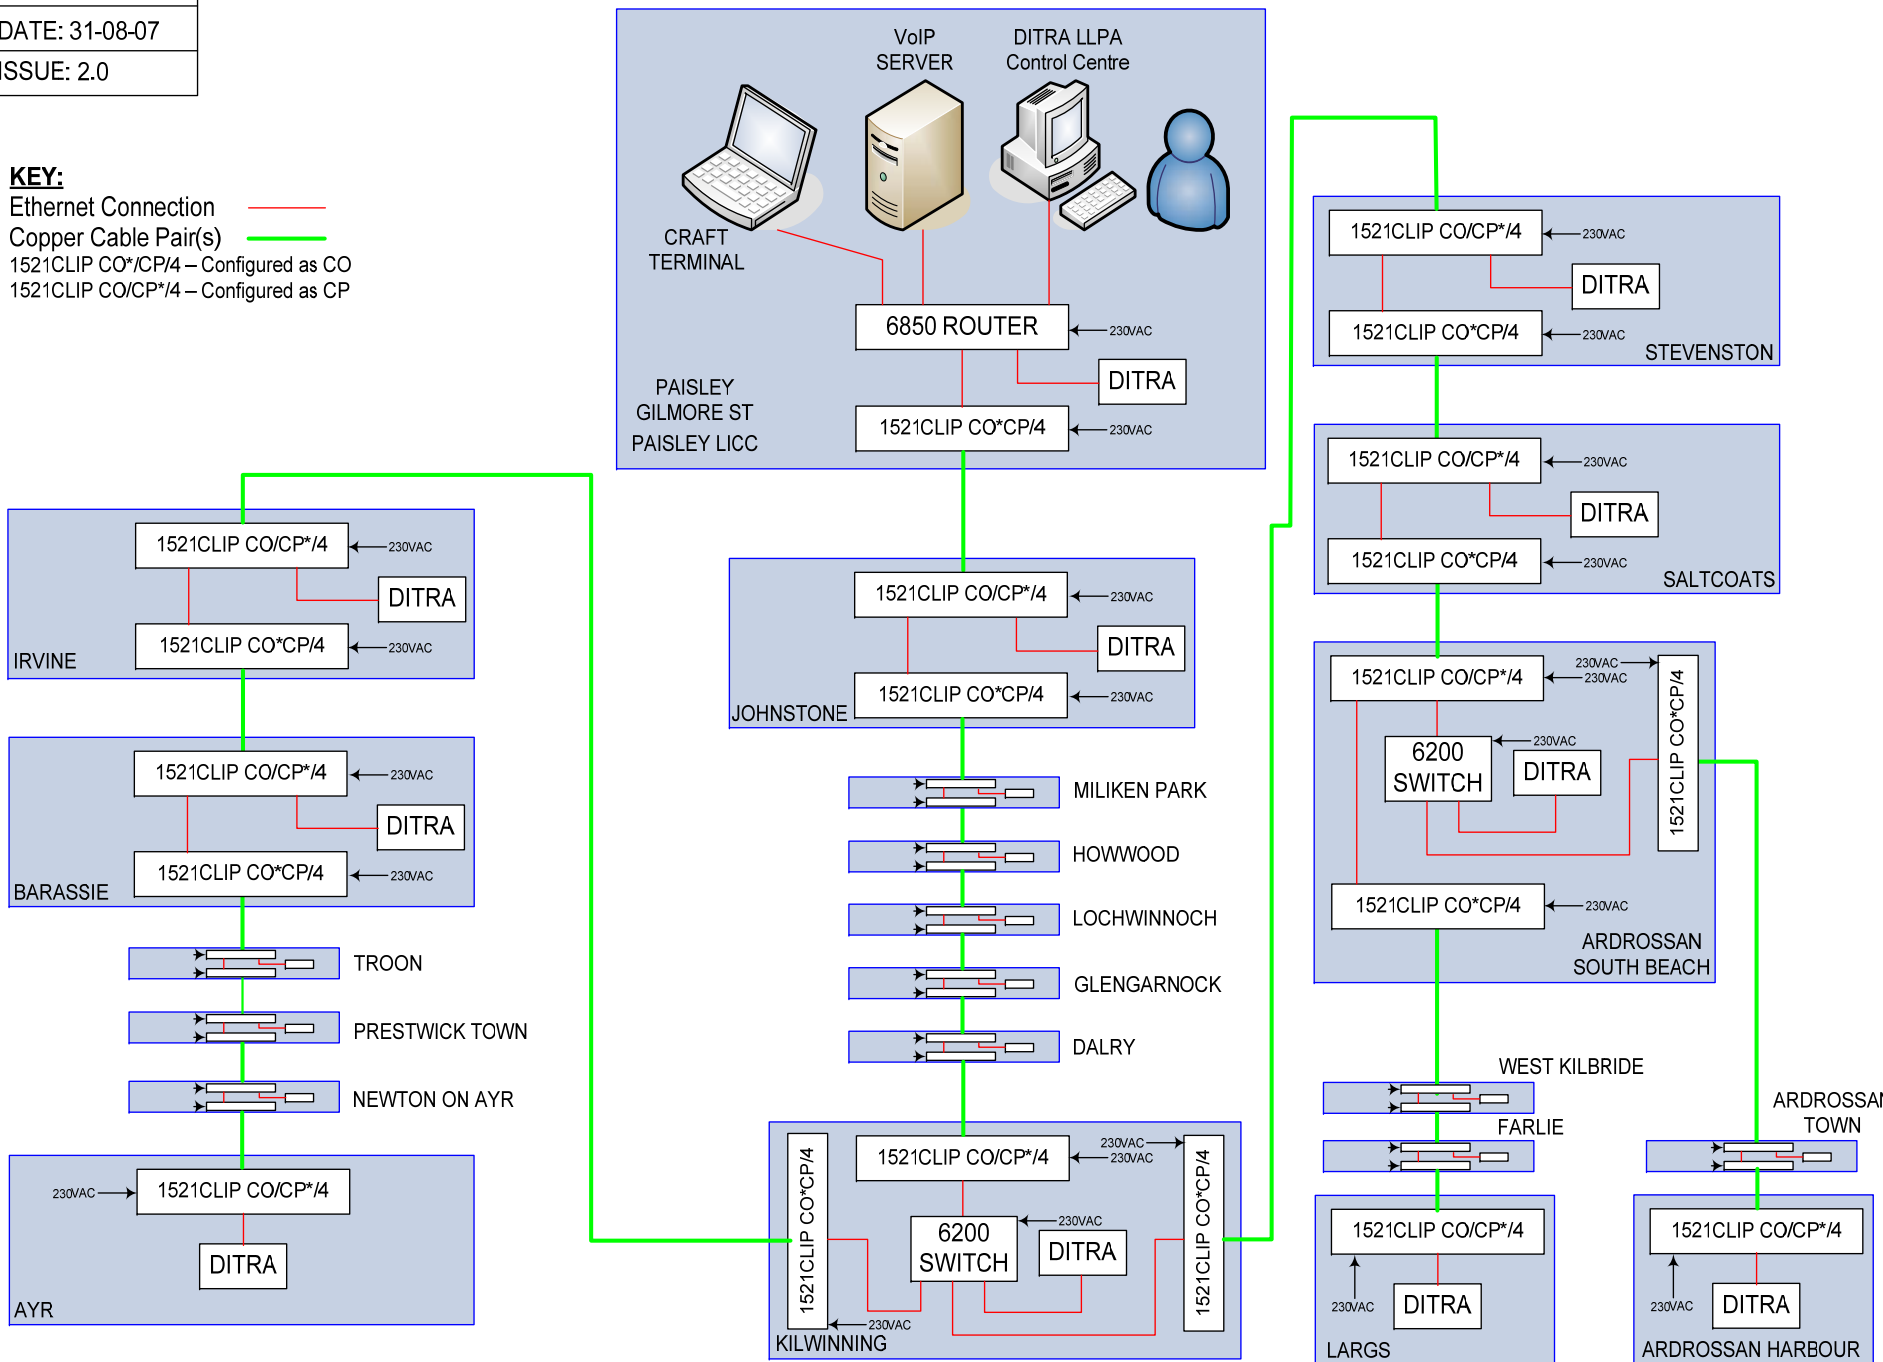 DATE: 31-08-07
ISSUE: 2.0
KEY:
Ethernet Connection
Copper Cable Pair(s)
1521CLIP CO*/CP/4 – Configured as CO
1521CLIP CO/CP*/4 – Configured as CP
VoIP
SERVER
DITRA LLPA
Control Centre
CRAFT
TERMINAL
6850 ROUTER
230VAC
DITRA
PAISLEY
GILMORE ST
PAISLEY LICC
1521CLIP CO*CP/4
230VAC
1521CLIP CO/CP*/4
230VAC
DITRA
1521CLIP CO*CP/4
230VAC
IRVINE
1521CLIP CO/CP*/4
230VAC
DITRA
1521CLIP CO*CP/4
230VAC
BARASSIE
TROON
PRESTWICK TOWN
NEWTON ON AYR
230VAC
1521CLIP CO/CP*/4
DITRA
AYR
1521CLIP CO/CP*/4
230VAC
DITRA
1521CLIP CO*CP/4
230VAC
JOHNSTONE
MILIKEN PARK
HOWWOOD
LOCHWINNOCH
GLENGARNOCK
DALRY
1521CLIP CO*CP/4
1521CLIP CO/CP*/4
230VAC
230VAC
1521CLIP CO*CP/4
6200
SWITCH
230VAC
DITRA
230VAC
KILWINNING
1521CLIP CO/CP*/4
230VAC
DITRA
1521CLIP CO*CP/4
230VAC
STEVENSTON
1521CLIP CO/CP*/4
230VAC
DITRA
1521CLIP CO*CP/4
230VAC
SALTCOATS
1521CLIP CO/CP*/4
230VAC
230VAC
1521CLIP CO*CP/4
6200
SWITCH
230VAC
DITRA
1521CLIP CO*CP/4
230VAC
ARDROSSAN
SOUTH BEACH
WEST KILBRIDE
FARLIE
ARDROSSAN
TOWN
1521CLIP CO/CP*/4
230VAC
DITRA
LARGS
1521CLIP CO/CP*/4
230VAC
DITRA
ARDROSSAN HARBOUR